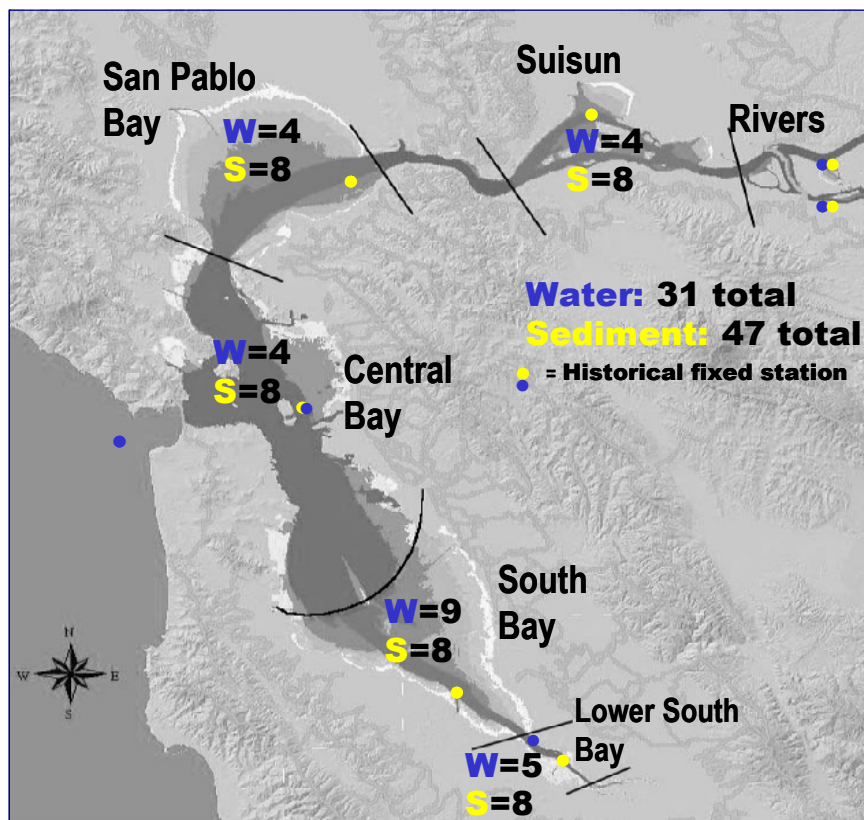 San Pablo
Bay
W=4
S=8
Suisun
W=4
S=8
Rivers
Water: 31 total
Sediment: 47 total
= Historical fixed station
W=4
S=8
Central
Bay
South
Bay
W=9
S=8
Lower South
Bay
W=5
S=8
N
W E
S